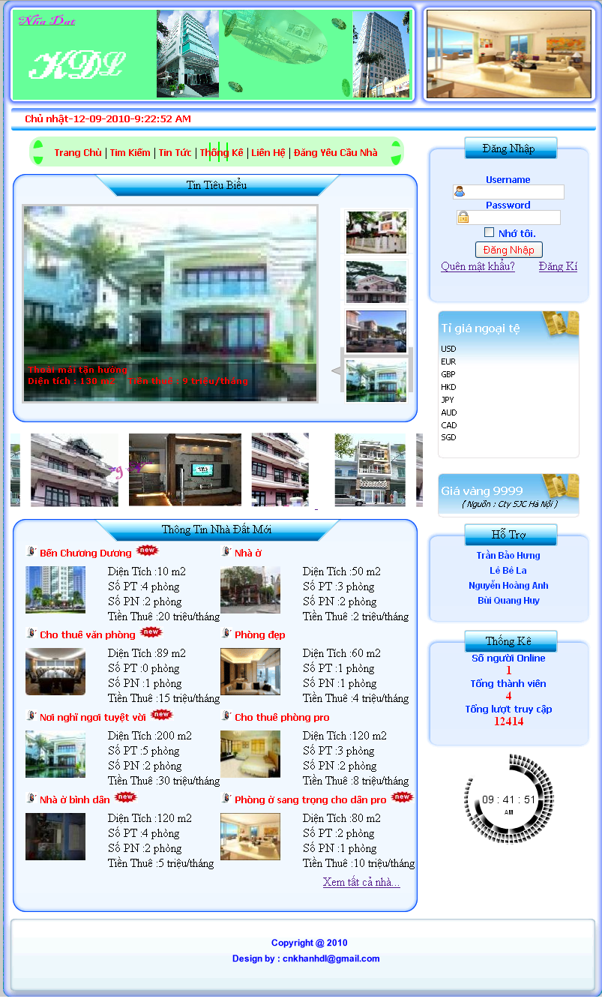 Nha Dat
KDL
Chủ nhật-12-09-2010-9:22:52 AM
Trang Chủ | Tìm Kiếm | Tin Tức | Thống Kê | Liên Hệ | Đăng Yêu Cầu Nhà
Tin Tiêu Biểu
Thoải mái tận hưởng
Diện tích : 130 m2 Tiền thuê : 9 triệu/tháng
Thông Tin Nhà Đất Mới
Bến Chương Dương new
Diện Tích :10 m2
Số PT :4 phòng
Số PN :2 phòng
Tiền Thuê :20 triệu/tháng
Nhà ở
Diện Tích :50 m2
Số PT :3 phòng
Số PN :2 phòng
Tiền Thuê :2 triệu/tháng
Cho thuê văn phòng new
Diện Tích :89 m2
Số PT :0 phòng
Số PN :1 phòng
Tiền Thuê :15 triệu/tháng
Phòng đẹp
Diện Tích :60 m2
Số PT :1 phòng
Số PN :1 phòng
Tiền Thuê :4 triệu/tháng
Nơi nghĩ ngơi tuyệt vời new
Diện Tích :200 m2
Số PT :5 phòng
Số PN :2 phòng
Tiền Thuê :30 triệu/tháng
Cho thuê phòng pro
Diện Tích :120 m2
Số PT :3 phòng
Số PN :2 phòng
Tiền Thuê :8 triệu/tháng
Nhà ở bình dân new
Diện Tích :120 m2
Số PT :4 phòng
Số PN :2 phòng
Tiền Thuê :5 triệu/tháng
Phòng ở sang trọng cho dân pro new
Diện Tích :80 m2
Số PT :2 phòng
Số PN :1 phòng
Tiền Thuê :10 triệu/tháng
Xem tất cả nhà...
Đăng Nhập
Username
Password
Nhớ tôi.
Đăng Nhập
Quên mật khẩu? Đăng Kí
Tỉ giá ngoại tệ
USD
EUR
GBP
HKD
JPY
AUD
CAD
SGD
Giá vàng 9999
( Nguồn : Cty SJC Hà Nội )
Hỗ Trợ
Trần Bảo Hưng
Lê Bê La
Nguyễn Hoàng Anh
Bùi Quang Huy
Thống Kê
Số người Online
1
Tổng thành viên
4
Tổng lượt truy cập
12414
09 : 41 : 51
AM
Copyright @ 2010
Design by : cnkhanhdl@gmail.com